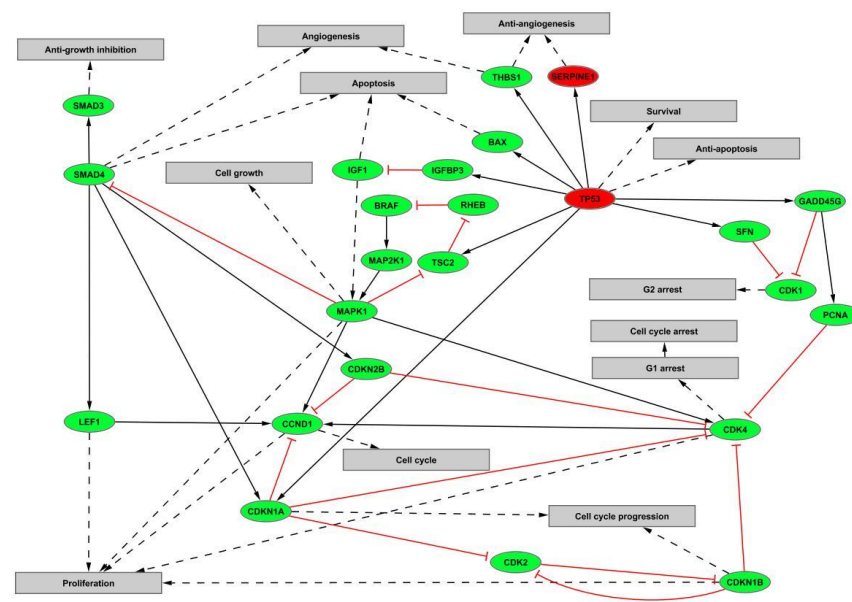 Anti-angiogenesis
Angiogenesis
Anti-growth inhibition
THBS1
SERPINE1
Apoptosis
SMAD3
Survival
BAX
Anti-apoptosis
SMAD4
Cell growth
IGF1
IGFBP3
TP53
GADD45G
BRAF
RHEB
SFN
MAP2K1
TSC2
G2 arrest
CDK1
MAPK1
PCNA
Cell cycle arrest
G1 arrest
CDKN2B
LEF1
CCND1
CDK4
Cell cycle
CDKN1A
Cell cycle progression
CDK2
Proliferation
CDKN1B